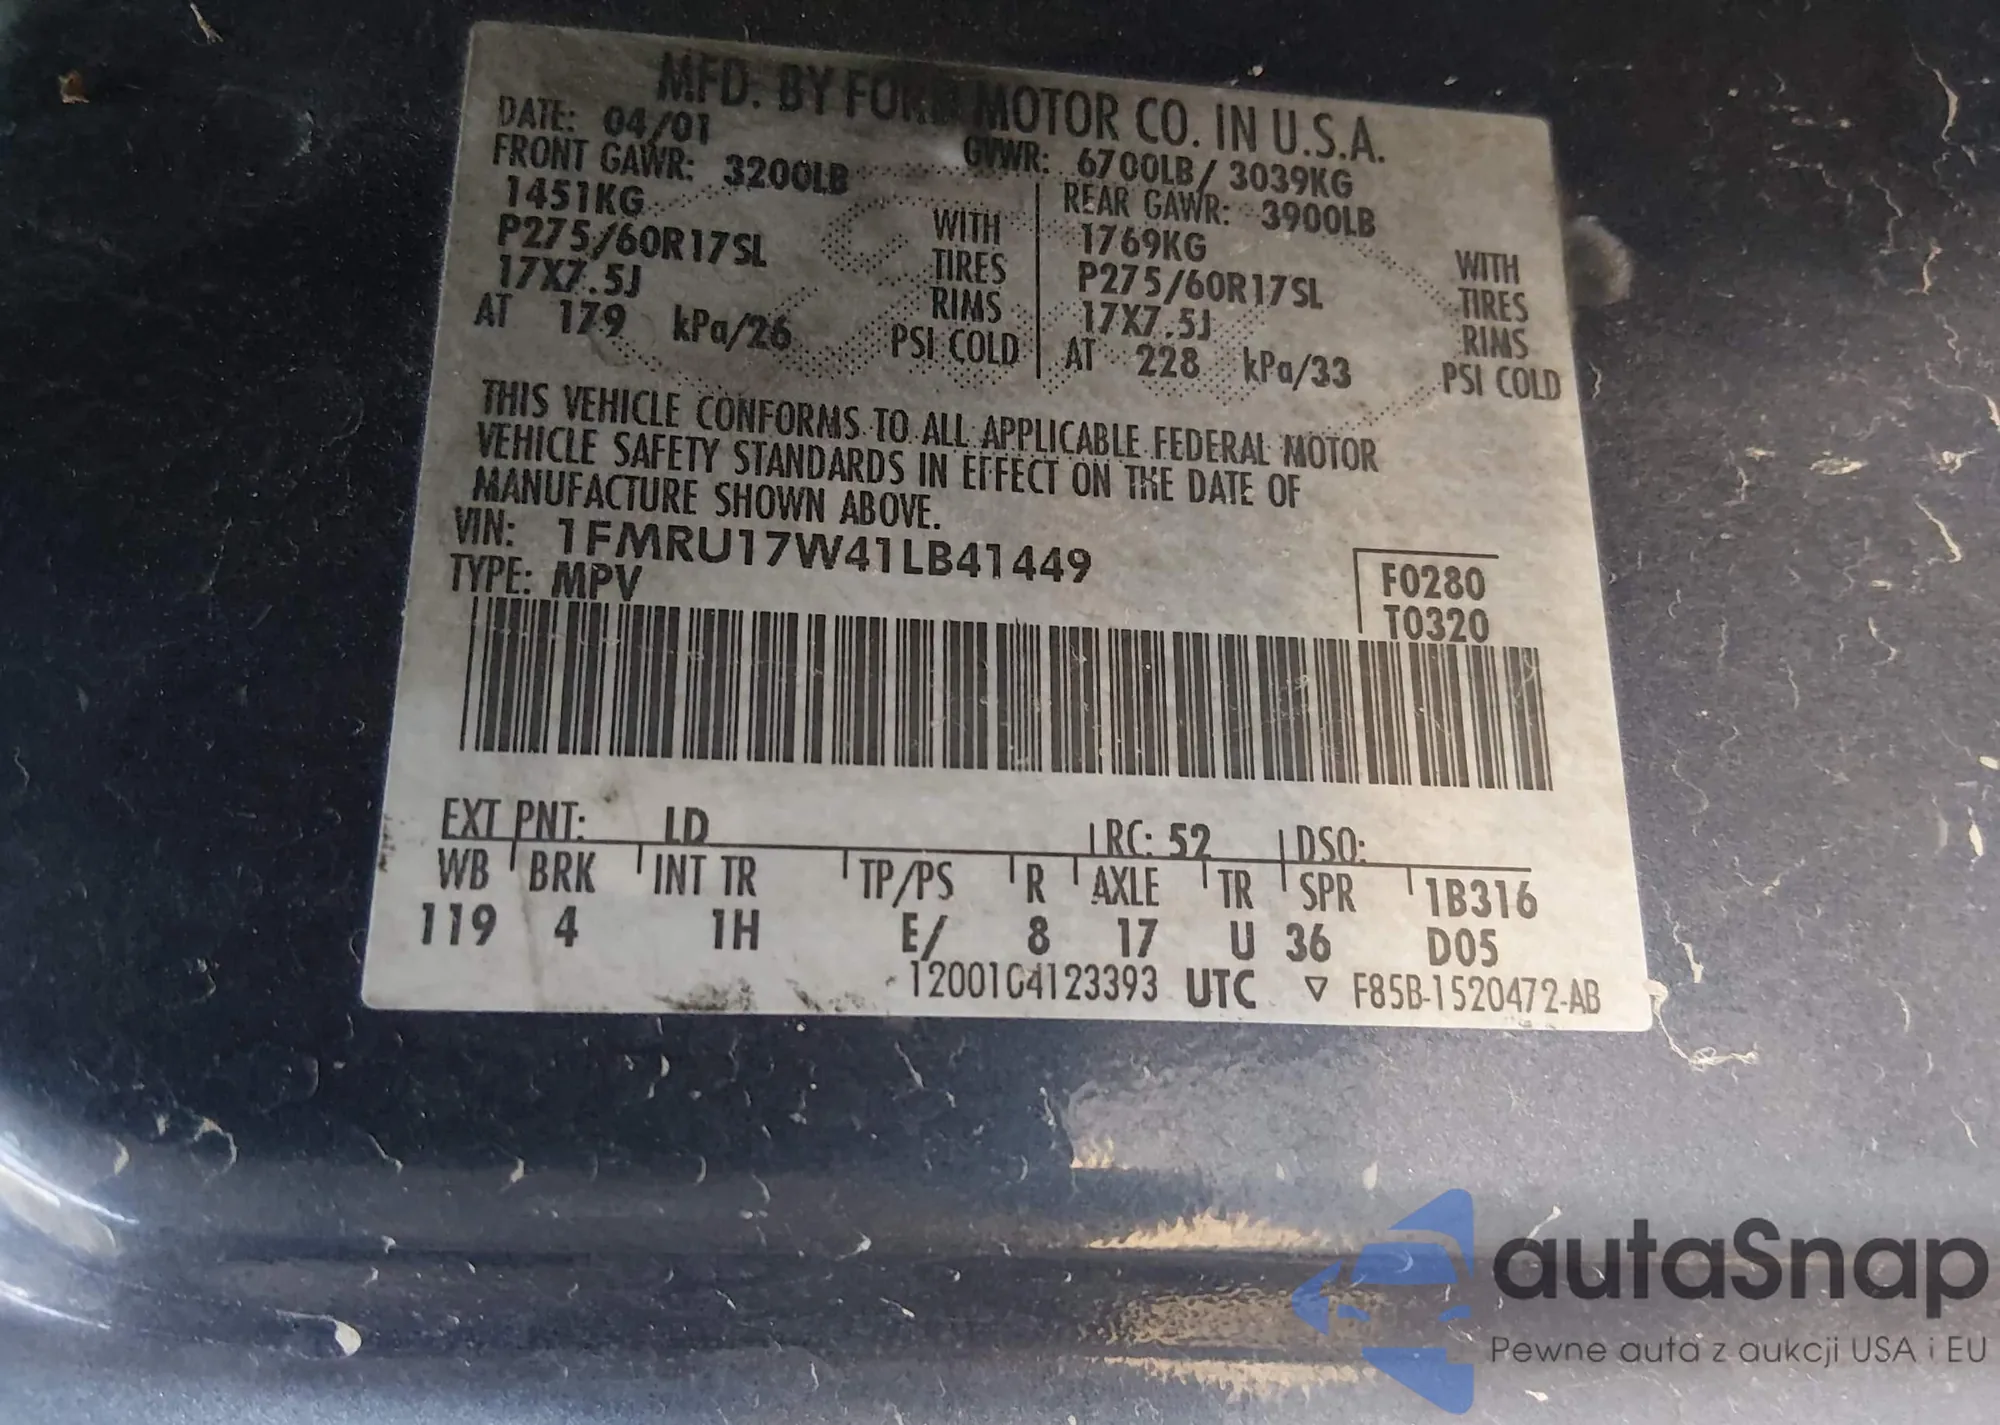 MFD. BY FORD MOTOR CO. IN U.S.A.
DATE: 04/01 GVWR: 6700LB/ 3039KG
FRONT GAWR: 3200LB REAR GAWR: 3900LB
1451KG WITH 1769KG WITH
P275/60R17SL TIRES P275/60R17SL TIRES
17X7.5J RIMS 17X7.5J RIMS
AT 179 kPa/26 PSI COLD AT 228 kPa/33 PSI COLD
THIS VEHICLE CONFORMS TO ALL APPLICABLE FEDERAL MOTOR
VEHICLE SAFETY STANDARDS IN EFFECT ON THE DATE OF
MANUFACTURE SHOWN ABOVE.
VIN: 1FMRU17W41LB41449
TYPE: MPV
F0280
T0320
EXT PNT: LD RC: 52 DSO:
WB BRK INT TR TP/PS R AXLE TR SPR 1B316
119 4 1H E/ 8 17 U 36 D05
12001C4123393 UTC ▽ F85B-1520472-AB
autaSnap
Pewne auta z aukcji USA i EU